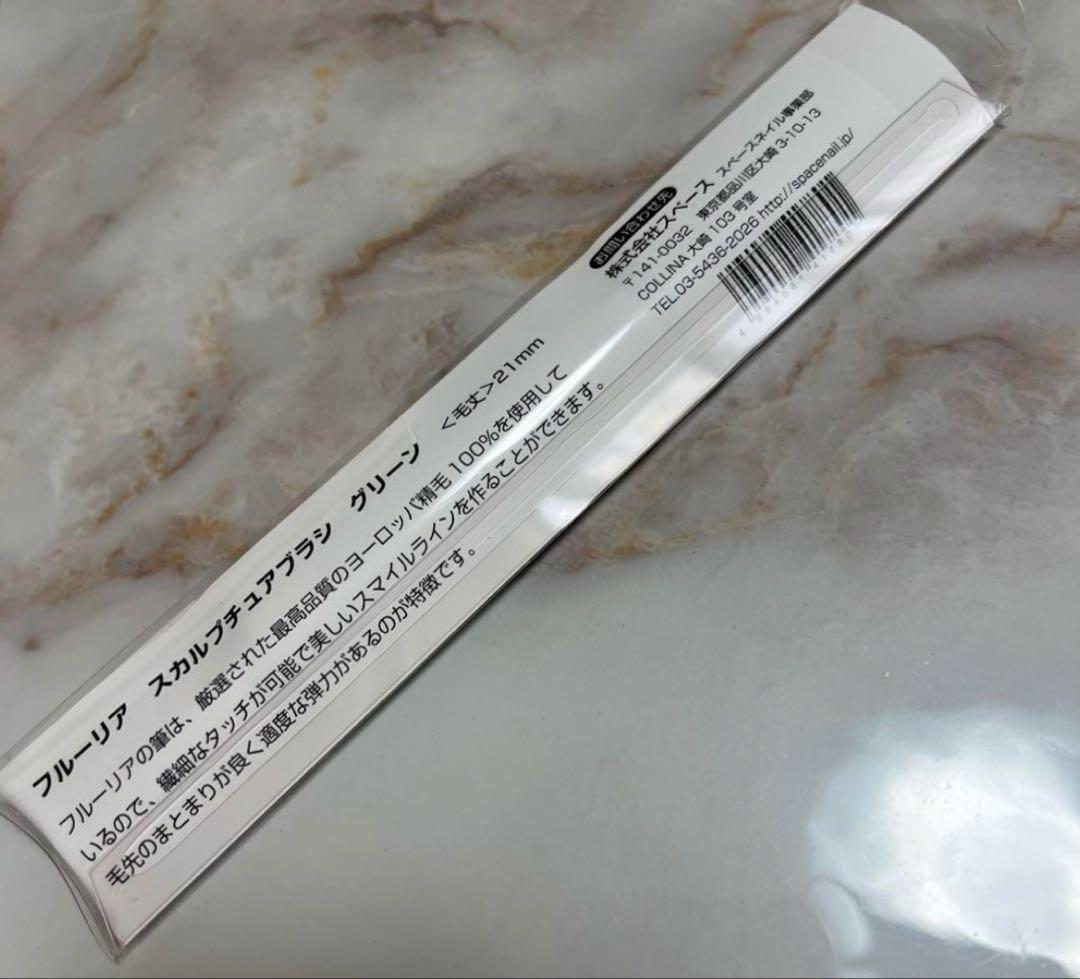 フルーリア　スカルプチュアブラシ　グリーン　＜毛丈＞21mm
フルーリアの筆は、厳選された最高品質のヨーロッパ精毛100%を使用して
いるので、繊細なタッチが可能で美しいスマイルラインを作ることができます。
毛先のまとまりが良く適度な弾力があるのが特徴です。
お問い合わせ先
株式会社スペース スペースネイル事業部
〒141-0032　東京都品川区大崎3-10-13
COLLINA 大崎 103 号室
TEL.03-5436-2026 http://spacenail.jp/